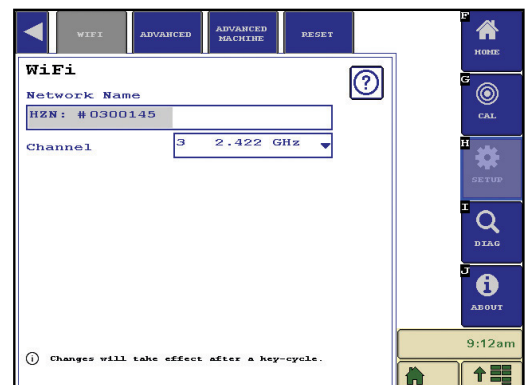 WIFI
ADVANCED
ADVANCED
MACHINE
RESET
WiFi
Network Name
HZN: #0300145
Channel
3 2.422 GHz
Changes will take effect after a key-cycle.
F
HOME
G
CAL
H
SETUP
I
DIAG
J
ABOUT
9:12am